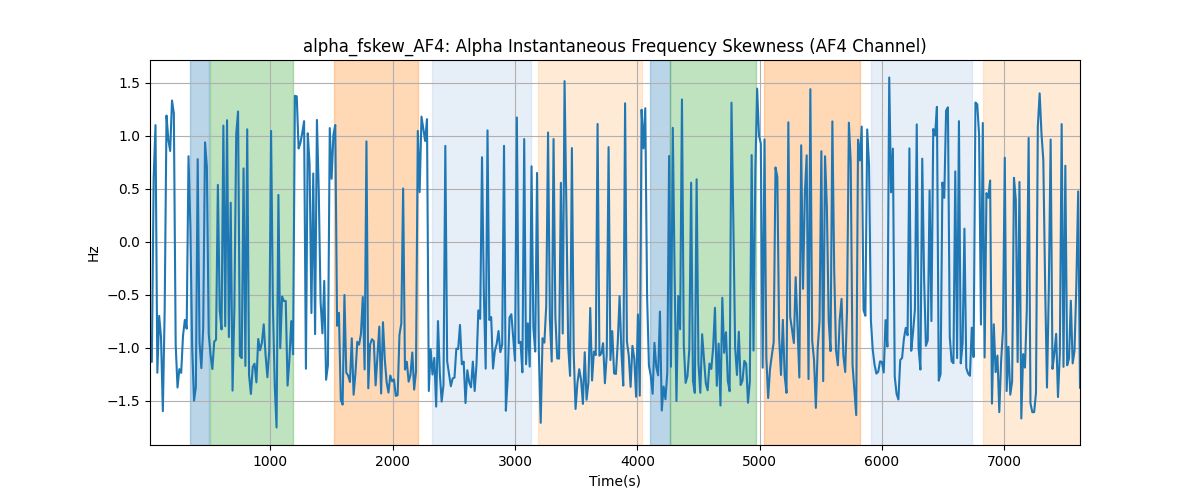 alpha_fskew_AF4: Alpha Instantaneous Frequency Skewness (AF4 Channel)
1.5
1.0
0.5
0.0
−0.5
−1.0
−1.5
Hz
1000 2000 3000 4000 5000 6000 7000
Time(s)